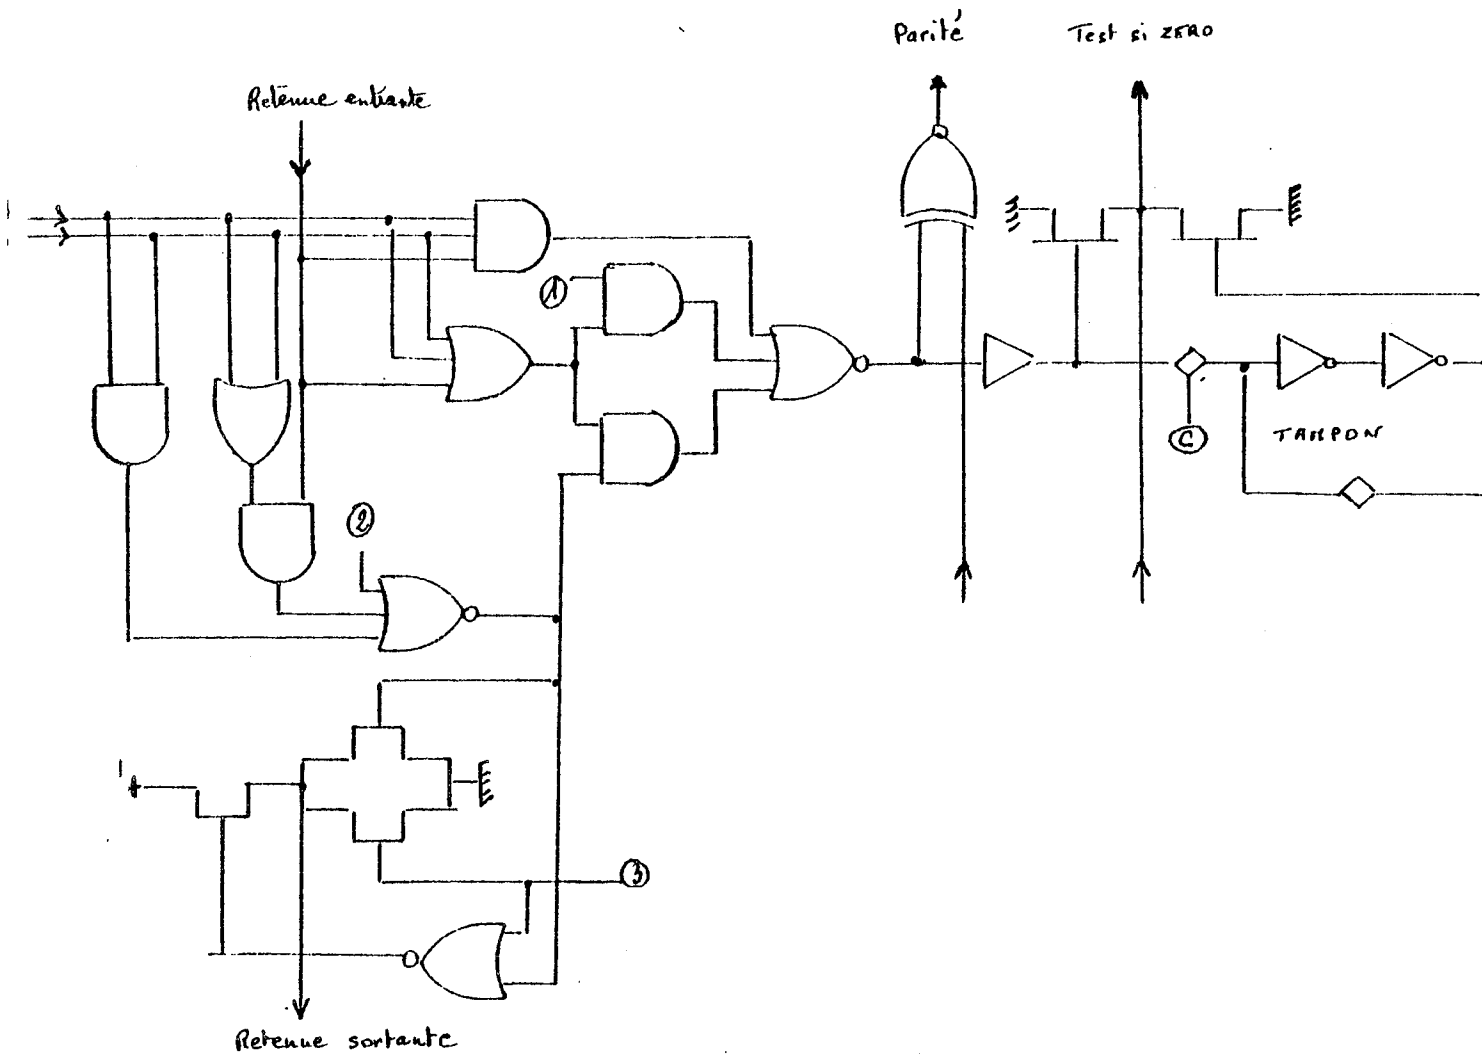 Parité
Test si ZERO
Retenue entrante
1
C
TAMPON
2
3
Retenue sortante